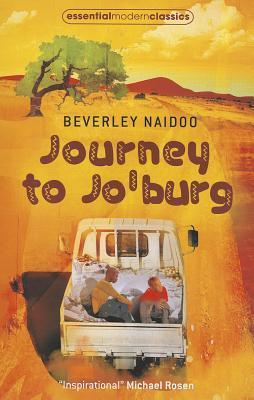 essentialmodernclassics
BEVERLEY NAIDOO
Journey
to Jo'burg
"Inspirational" Michael Rosen